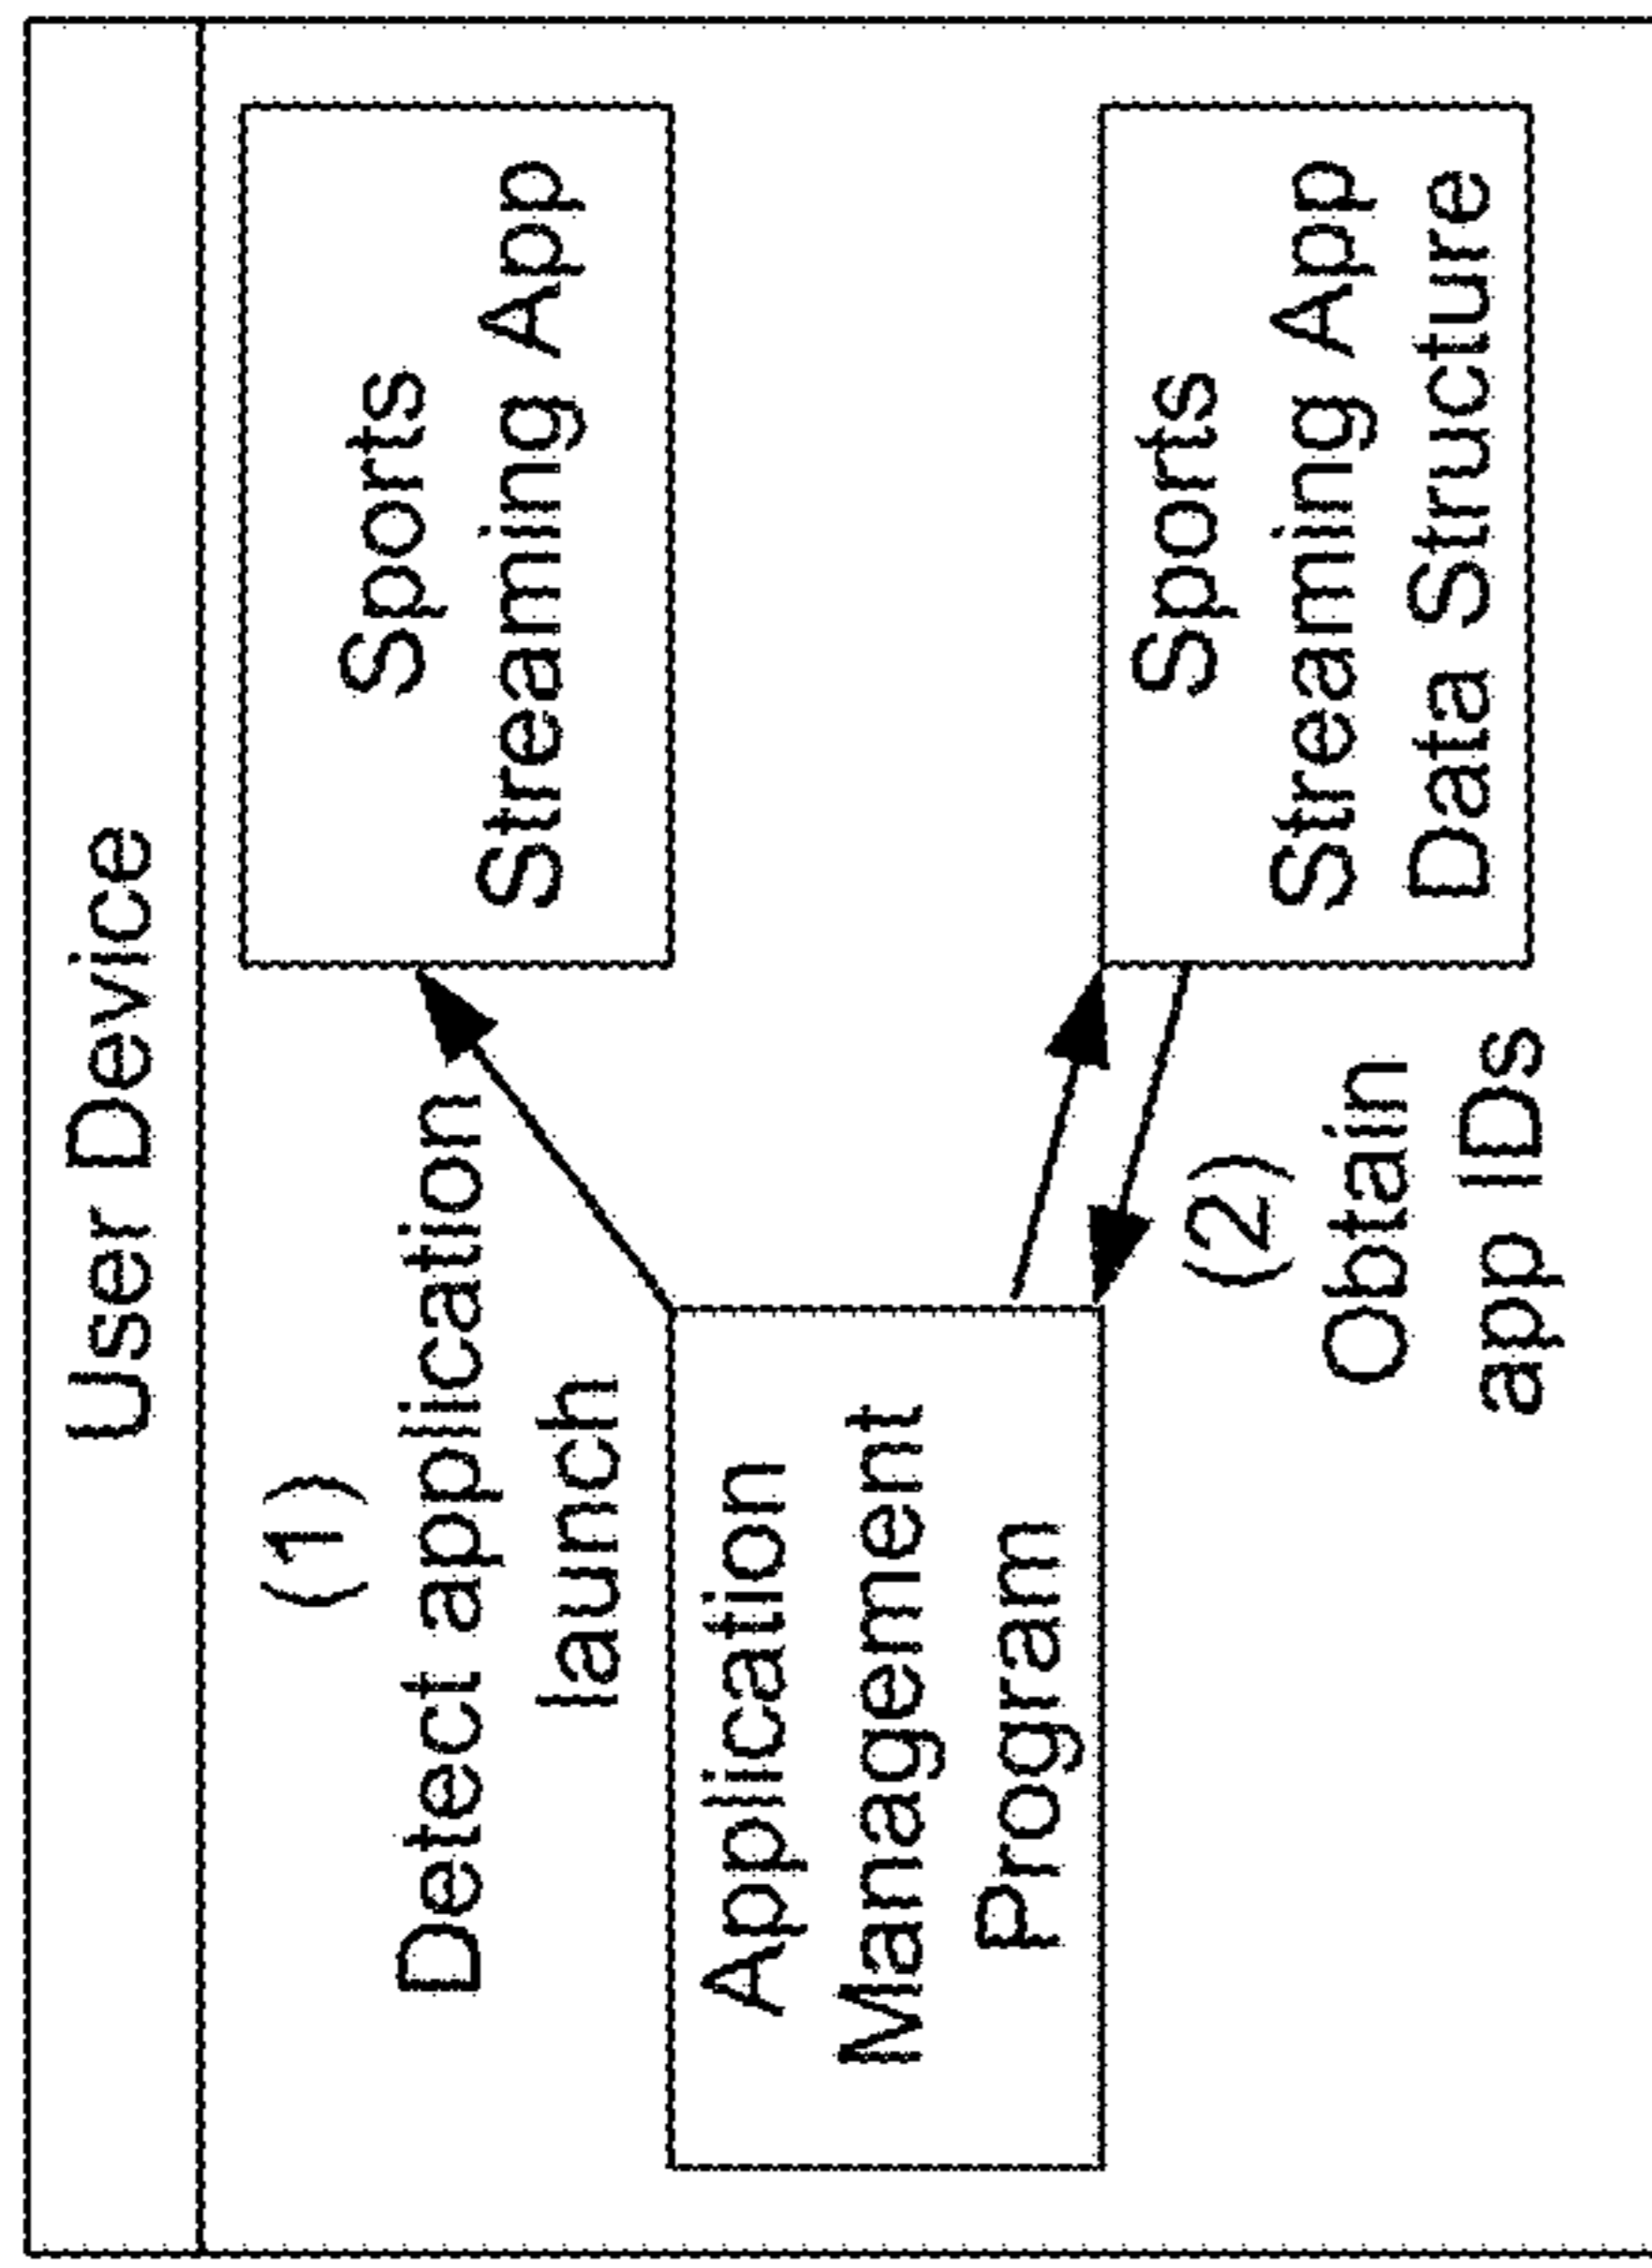 User Device
(1)
Detect application
launch
Sports
Streaming App
Application
Management
Program
(2)
Obtain
app IDs
Sports
Streaming App
Data Structure